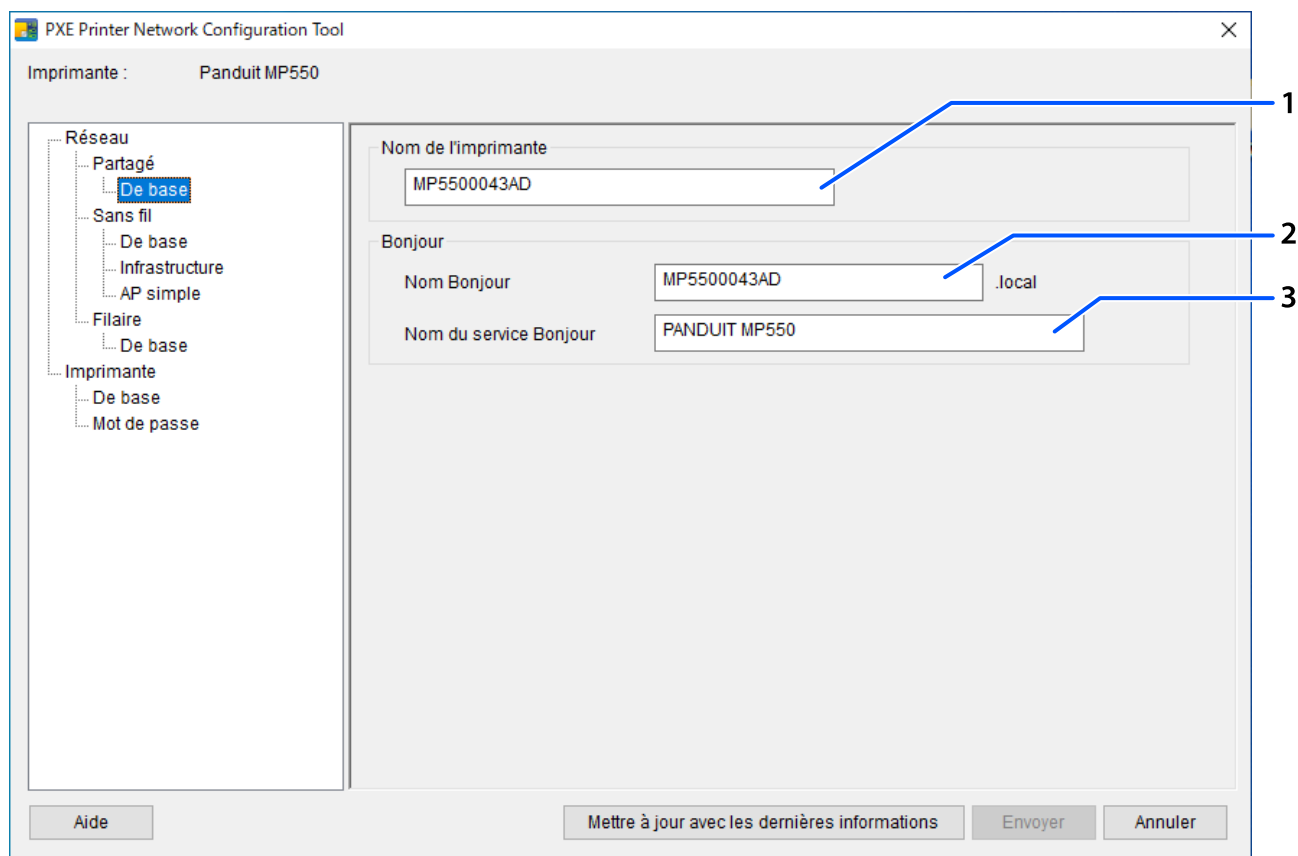 PXE Printer Network Configuration Tool
Imprimante : Panduit MP550
1
Réseau
Partagé
De base
Sans fil
De base
Infrastructure
AP simple
Filaire
De base
Imprimante
De base
Mot de passe
Nom de l'imprimante
MP5500043AD
Bonjour
2
Nom Bonjour MP5500043AD .local
3
Nom du service Bonjour PANDUIT MP550
Aide Mettre à jour avec les dernières informations Envoyer Annuler